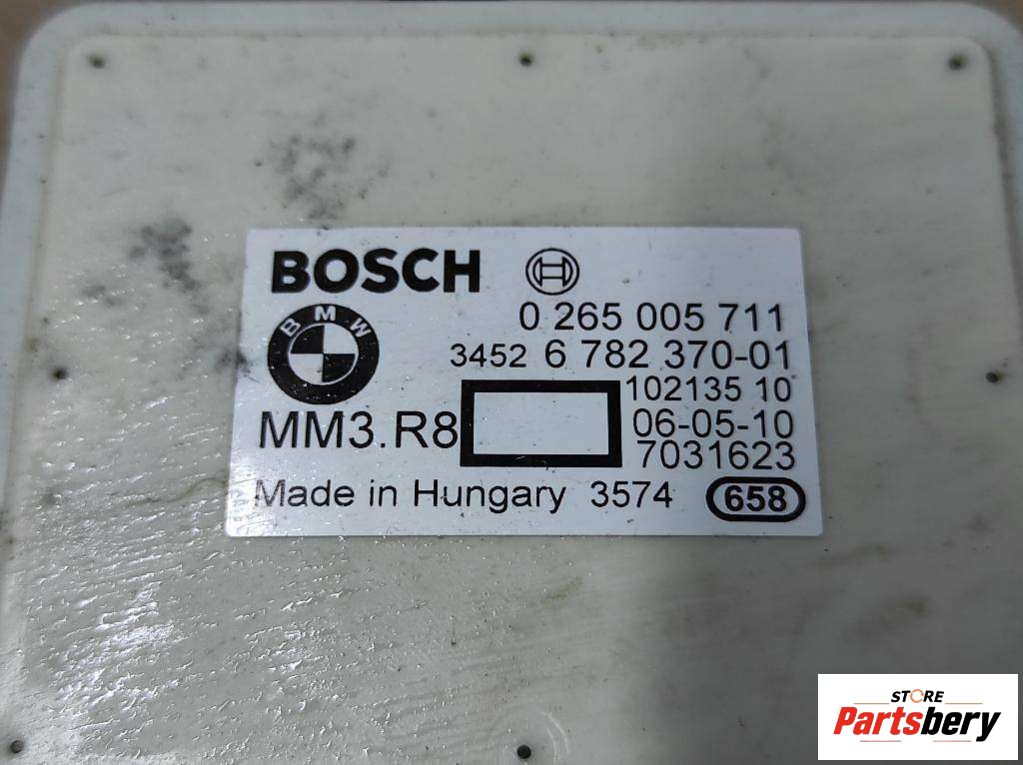 BOSCH
0 265 005 711
BMW
3452 6 782 370-01
102135 10
MM3.R8
06-05-10
7031623
Made in Hungary 3574 658
STORE
Partsbery